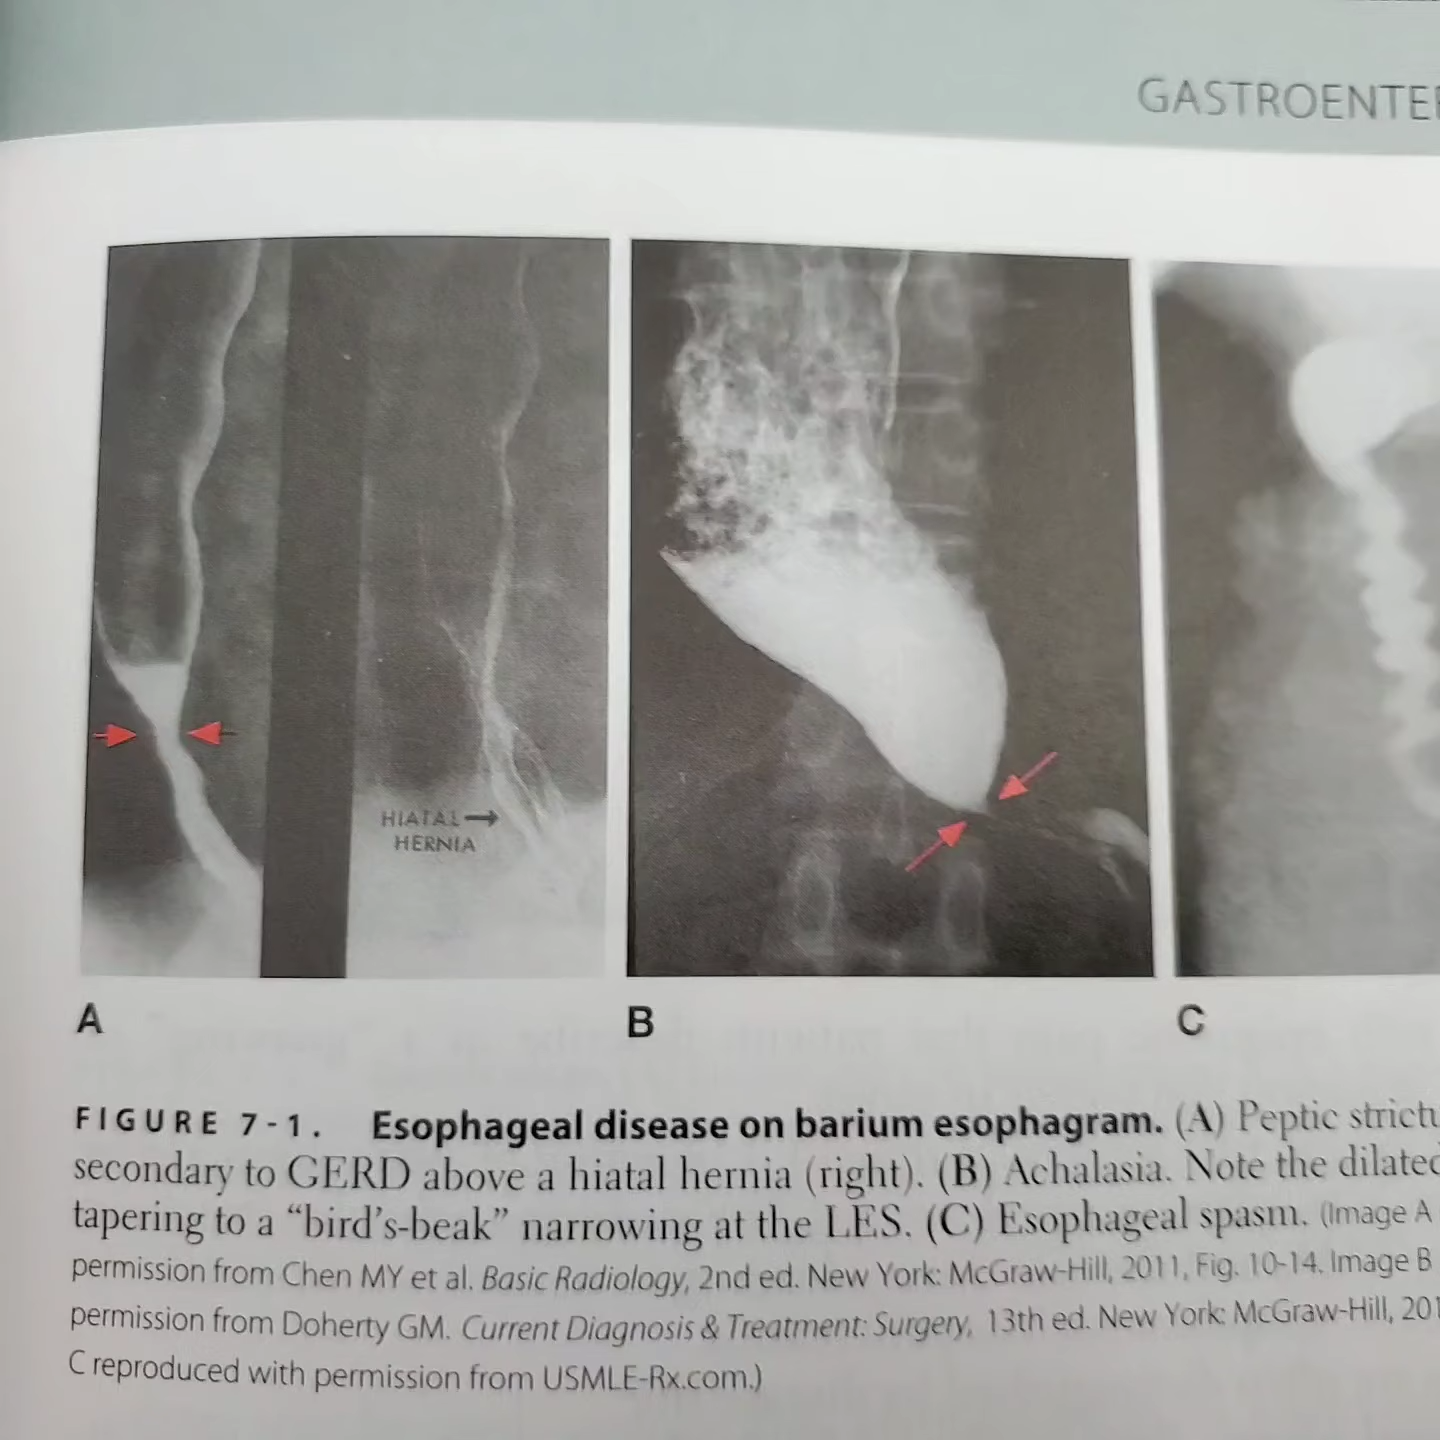 GASTROENTE
HIATAL →
HERNIA
A
B
C
FIGURE 7-1. Esophageal disease on barium esophagram. (A) Peptic strictu
secondary to GERD above a hiatal hernia (right). (B) Achalasia. Note the dilated
tapering to a “bird’s-beak” narrowing at the LES. (C) Esophageal spasm. (Image A
permission from Chen MY et al. Basic Radiology, 2nd ed. New York: McGraw-Hill, 2011, Fig. 10-14. Image B
permission from Doherty GM. Current Diagnosis & Treatment: Surgery, 13th ed. New York: McGraw-Hill, 201
C reproduced with permission from USMLE-Rx.com.)